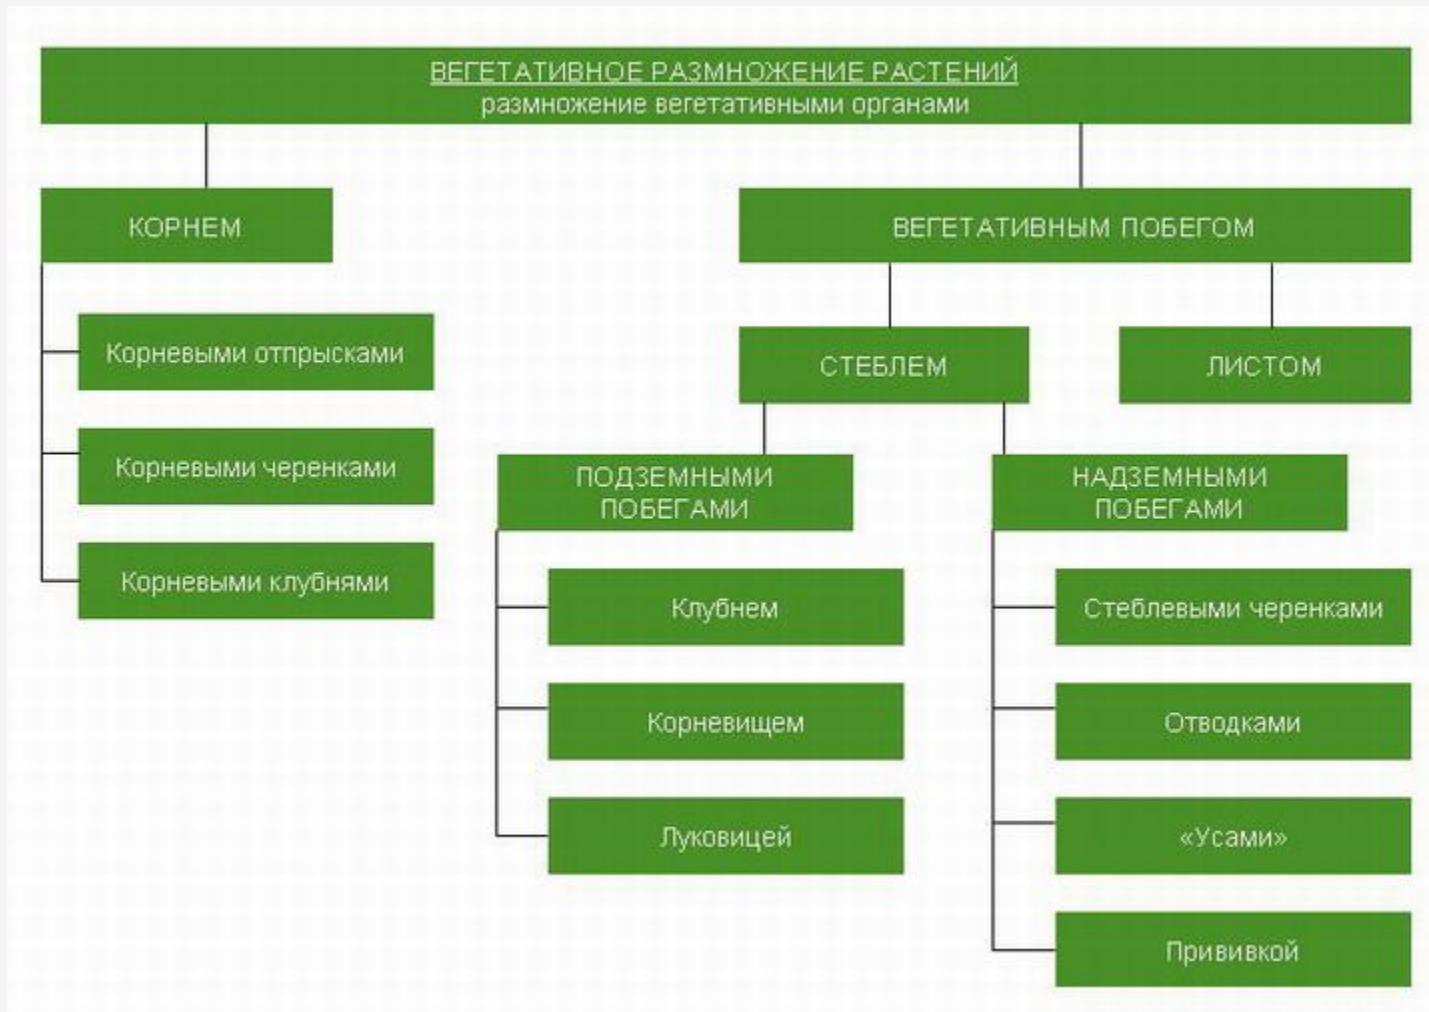 ВЕГЕТАТИВНОЕ РАЗМНОЖЕНИЕ РАСТЕНИЙ
размножение вегетативными органами
КОРНЕМ
Корневыми отпрысками
Корневыми черенками
Корневыми клубнями
ВЕГЕТАТИВНЫМ ПОБЕГОМ
СТЕБЛЕМ
ЛИСТОМ
ПОДЗЕМНЫМИ
ПОБЕГАМИ
Клубнем
Корневищем
Луковицей
НАДЗЕМНЫМИ
ПОБЕГАМИ
Стеблевыми черенками
Отводками
«Усами»
Прививкой